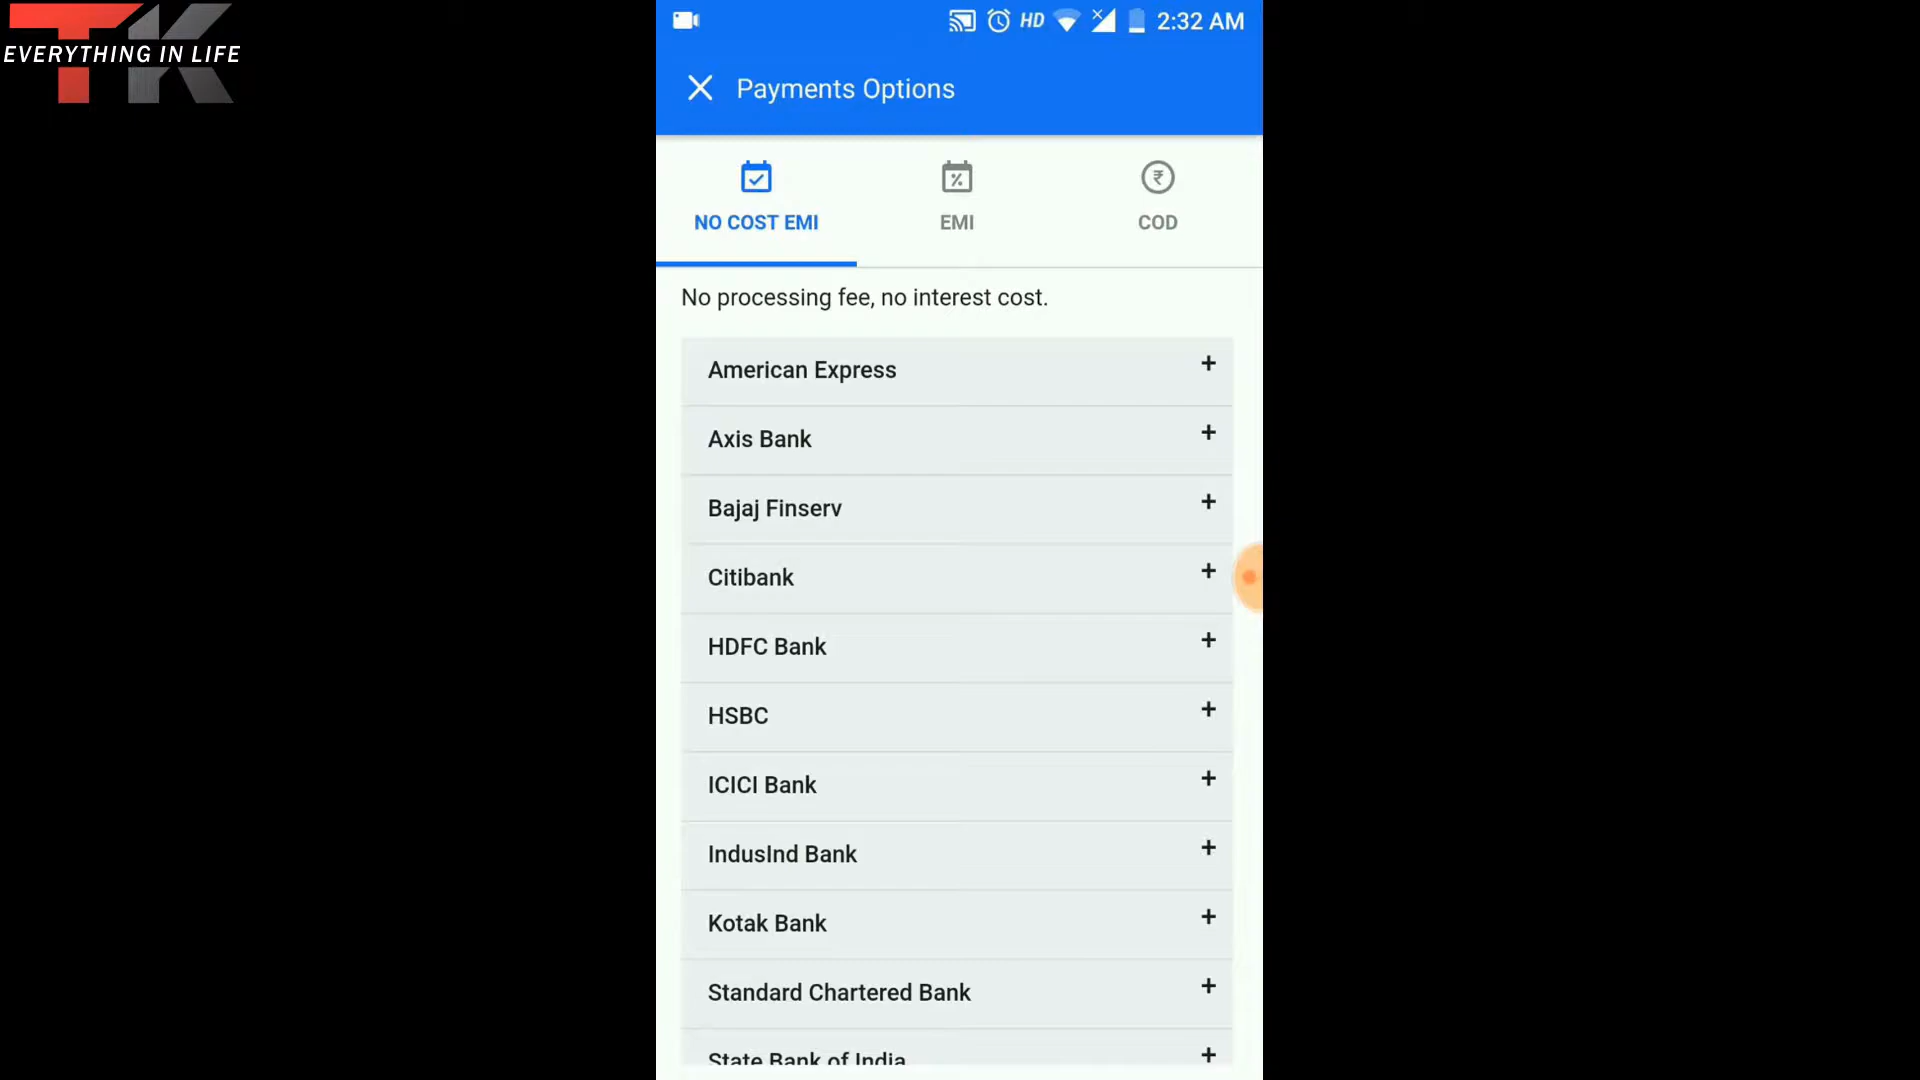 TK
EVERYTHING IN LIFE
HD 2:32 AM
Payments Options
NO COST EMI
EMI
COD
No processing fee, no interest cost.
American Express +
Axis Bank +
Bajaj Finserv +
Citibank +
HDFC Bank +
HSBC +
ICICI Bank +
IndusInd Bank +
Kotak Bank +
Standard Chartered Bank +
State Bank of India +